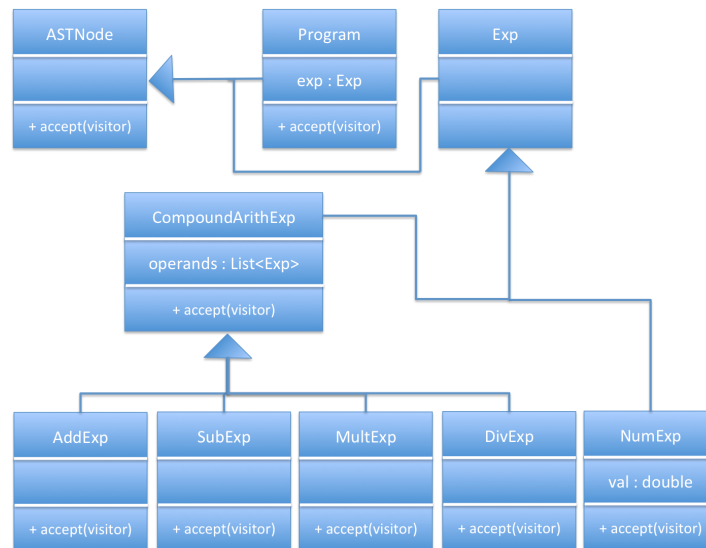 ASTNode
+ accept(visitor)
Program
exp : Exp
+ accept(visitor)
Exp
CompoundArithExp
operands : List<Exp>
+ accept(visitor)
AddExp
+ accept(visitor)
SubExp
+ accept(visitor)
MultExp
+ accept(visitor)
DivExp
+ accept(visitor)
NumExp
val : double
+ accept(visitor)